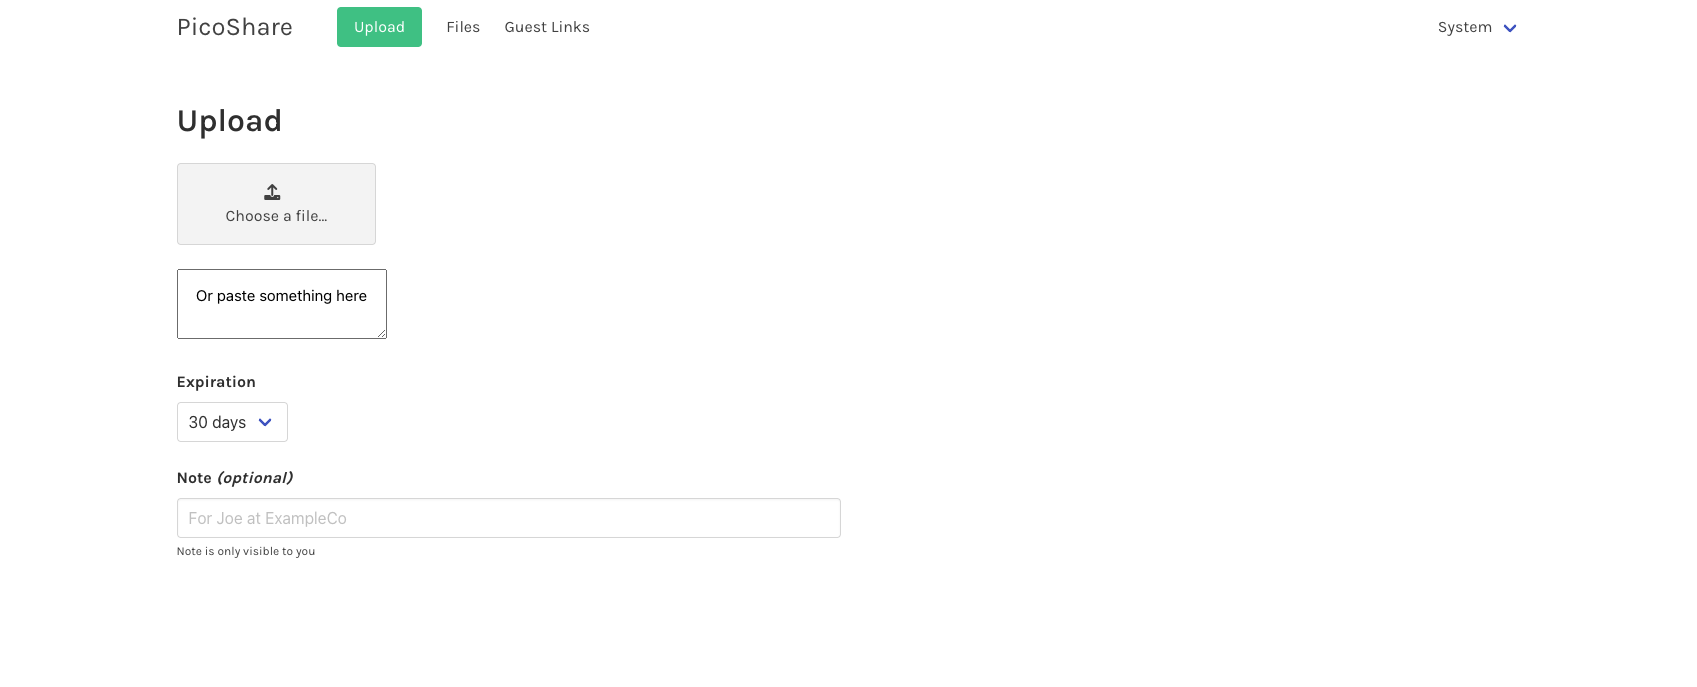 PicoShare Upload Files Guest Links System
Upload
Choose a file...
Or paste something here
Expiration
30 days
Note (optional)
For Joe at ExampleCo
Note is only visible to you